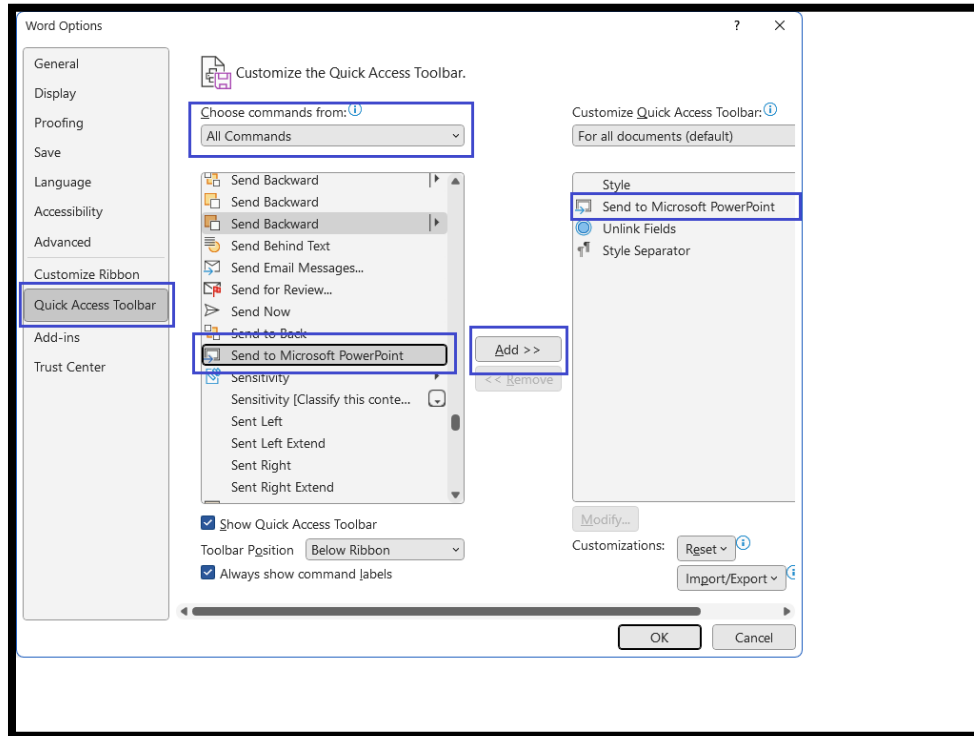 Word Options
?
General
Display
Proofing
Save
Language
Accessibility
Advanced
Customize Ribbon
Quick Access Toolbar
Add-ins
Trust Center
Customize the Quick Access Toolbar.
Choose commands from:
All Commands
Send Backward
Send Backward
Send Backward
Send Behind Text
Send Email Messages...
Send for Review...
Send Now
Send to Back
Send to Microsoft PowerPoint
Sensitivity
Sensitivity [Classify this conte...
Sent Left
Sent Left Extend
Sent Right
Sent Right Extend
Show Quick Access Toolbar
Toolbar Position Below Ribbon
Always show command labels
Add >>
<< Remove
Customize Quick Access Toolbar:
For all documents (default)
Style
Send to Microsoft PowerPoint
Unlink Fields
Style Separator
Modify...
Customizations: Reset
Import/Export
OK Cancel